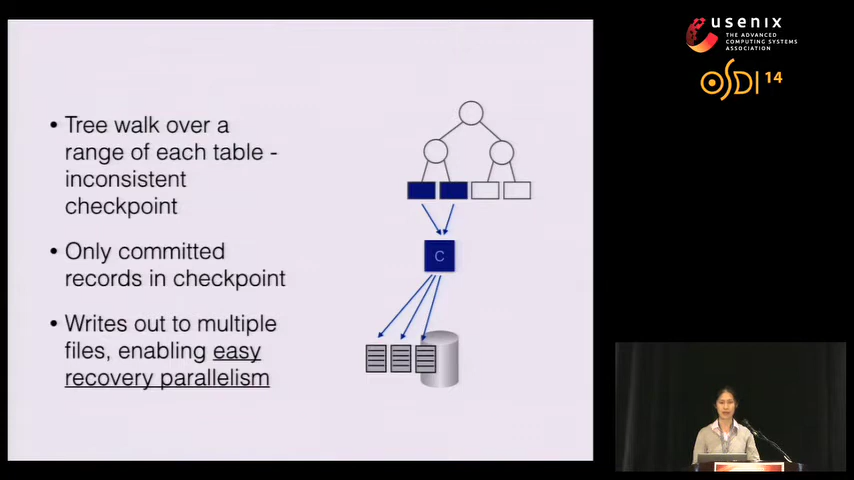 usenix
THE ADVANCED
COMPUTING SYSTEMS
ASSOCIATION
OSDI 14
• Tree walk over a
range of each table -
inconsistent
checkpoint
• Only committed
records in checkpoint
• Writes out to multiple
files, enabling easy
recovery parallelism
C